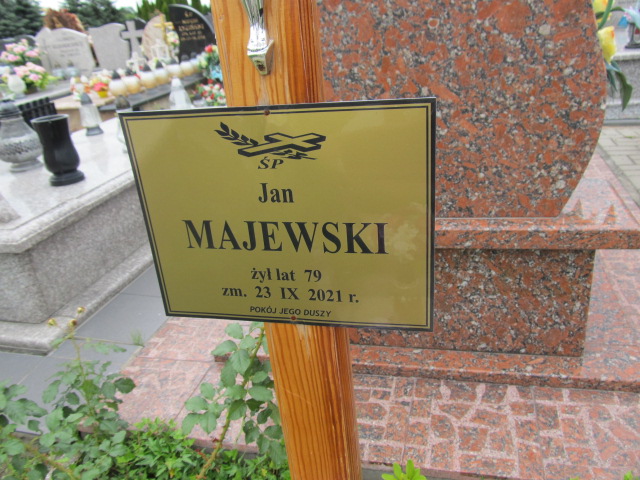 ŚP
Jan
MAJEWSKI
żył lat 79
zm. 23 IX 2021 r.
POKÓJ JEGO DUSZY